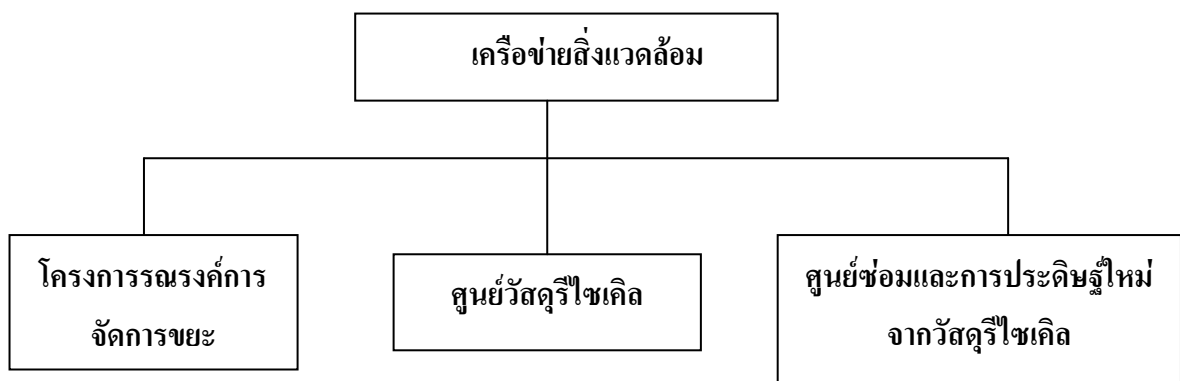 เครือข่ายสิ่งแวดล้อม
โครงการรณรงค์การ
จัดการขยะ
ศูนย์วัสดุรีไซเคิล
ศูนย์ซ่อมและการประดิษฐ์ใหม่
จากวัสดุรีไซเคิล